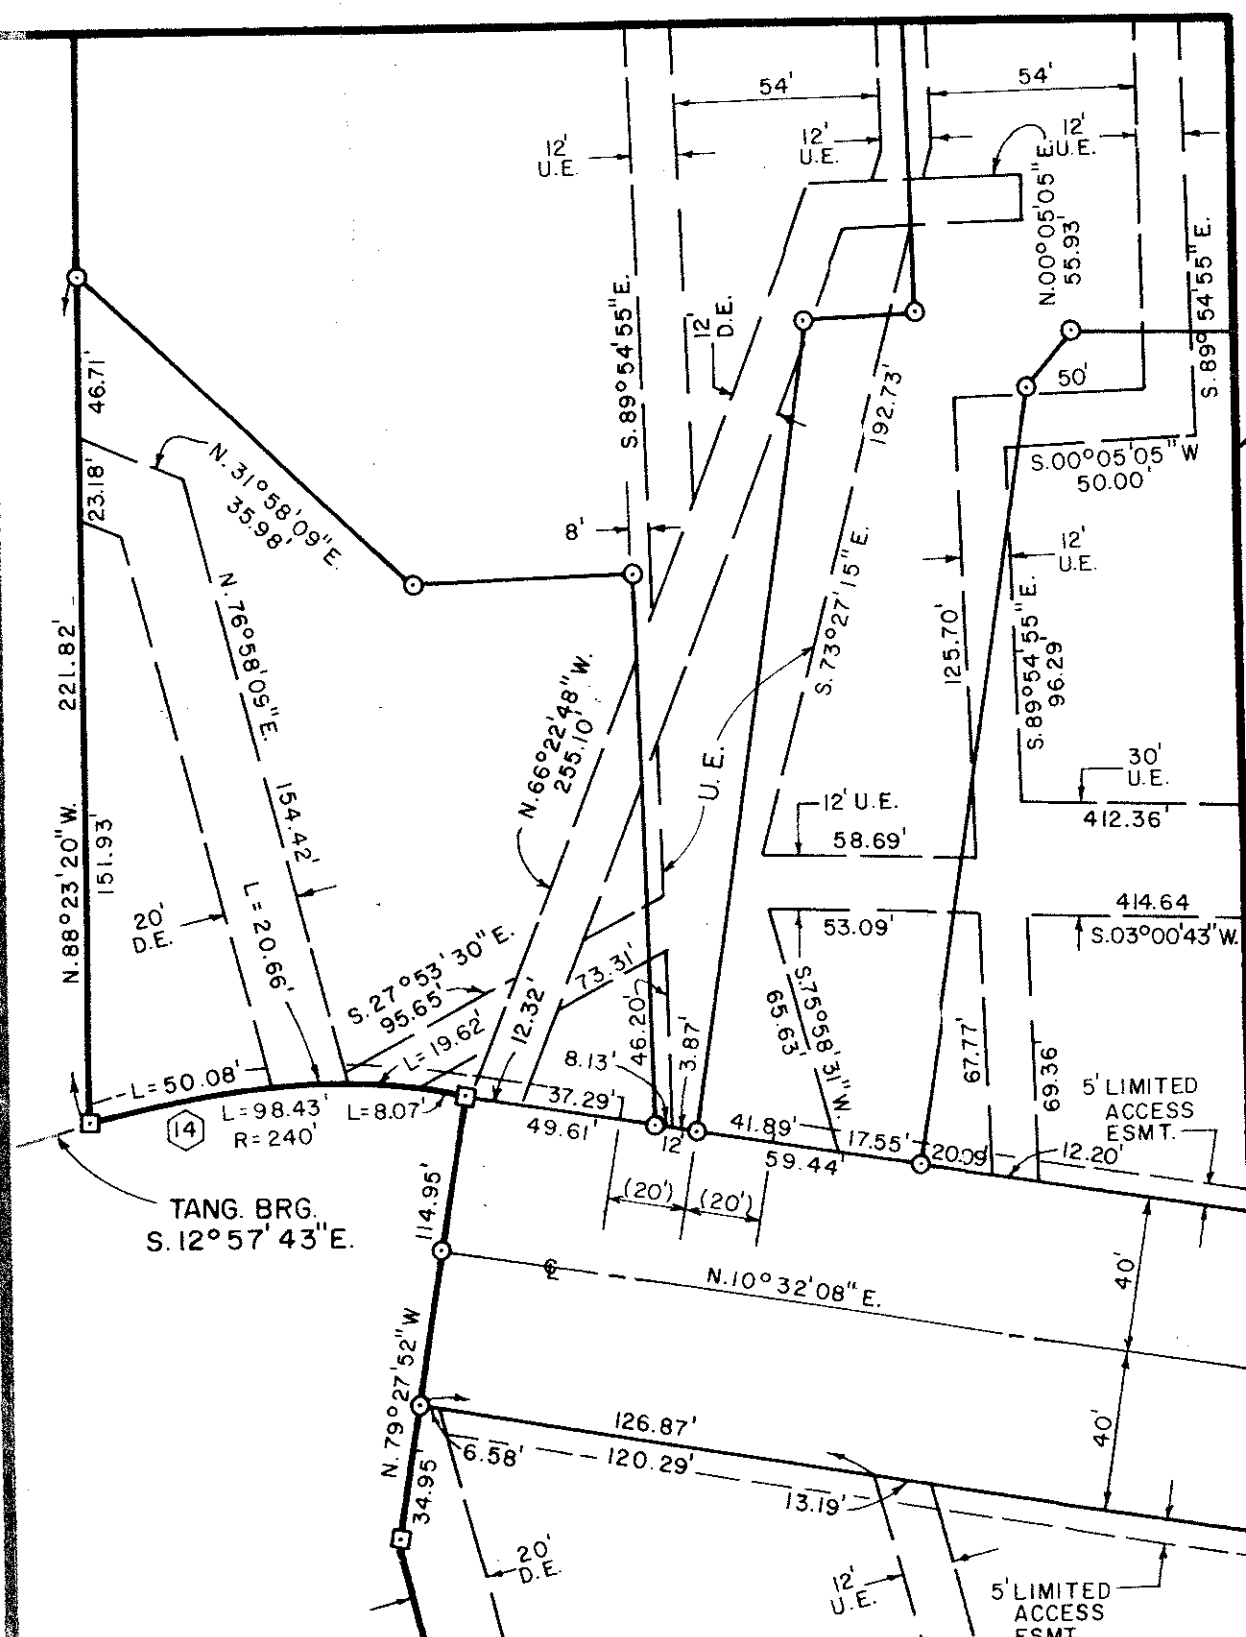 54'
54'
12'
U.E.
12'
U.E.
12'
U.E.
N.00°05'05"E.
55.93'
S.89°54'55"E.
S.89°54'55"E.
12'
D.E.
46.71'
23.18'
N.31°58'09"E.
35.98'
192.73'
50'
S.00°05'05"W
50.00'
8'
12'
U.E.
221.82'
N.76°58'09"E.
154.42'
S.73°27'15"E.
125.70'
S.89°54'55"E.
96.29'
N.66°22'48"W.
255.10'
U.E.
30'
U.E.
412.36'
12' U.E.
58.69'
N.88°23'20"W.
151.93'
20'
D.E.
L=20.66'
414.64
S.03°00'43"W.
53.09'
S.27°53'30"E.
95.65'
73.31'
12.32'
46.20'
S.75°58'31"W.
65.63'
L=19.62'
8.13'
3.87'
67.77'
69.36'
L=50.08'
14
L=98.43'
R=240'
L=8.07'
37.29'
49.61'
12'
41.89'
59.44'
17.55'
20.09'
12.20'
5' LIMITED
ACCESS
ESMT.
(20')
(20')
TANG. BRG.
S.12°57'43"E.
114.95'
N.10°32'08"E.
40'
40'
N.79°27'52"W
34.95'
6.58'
126.87'
120.29'
13.19'
20'
D.E.
12'
U.E.
5' LIMITED
ACCESS
ESMT.